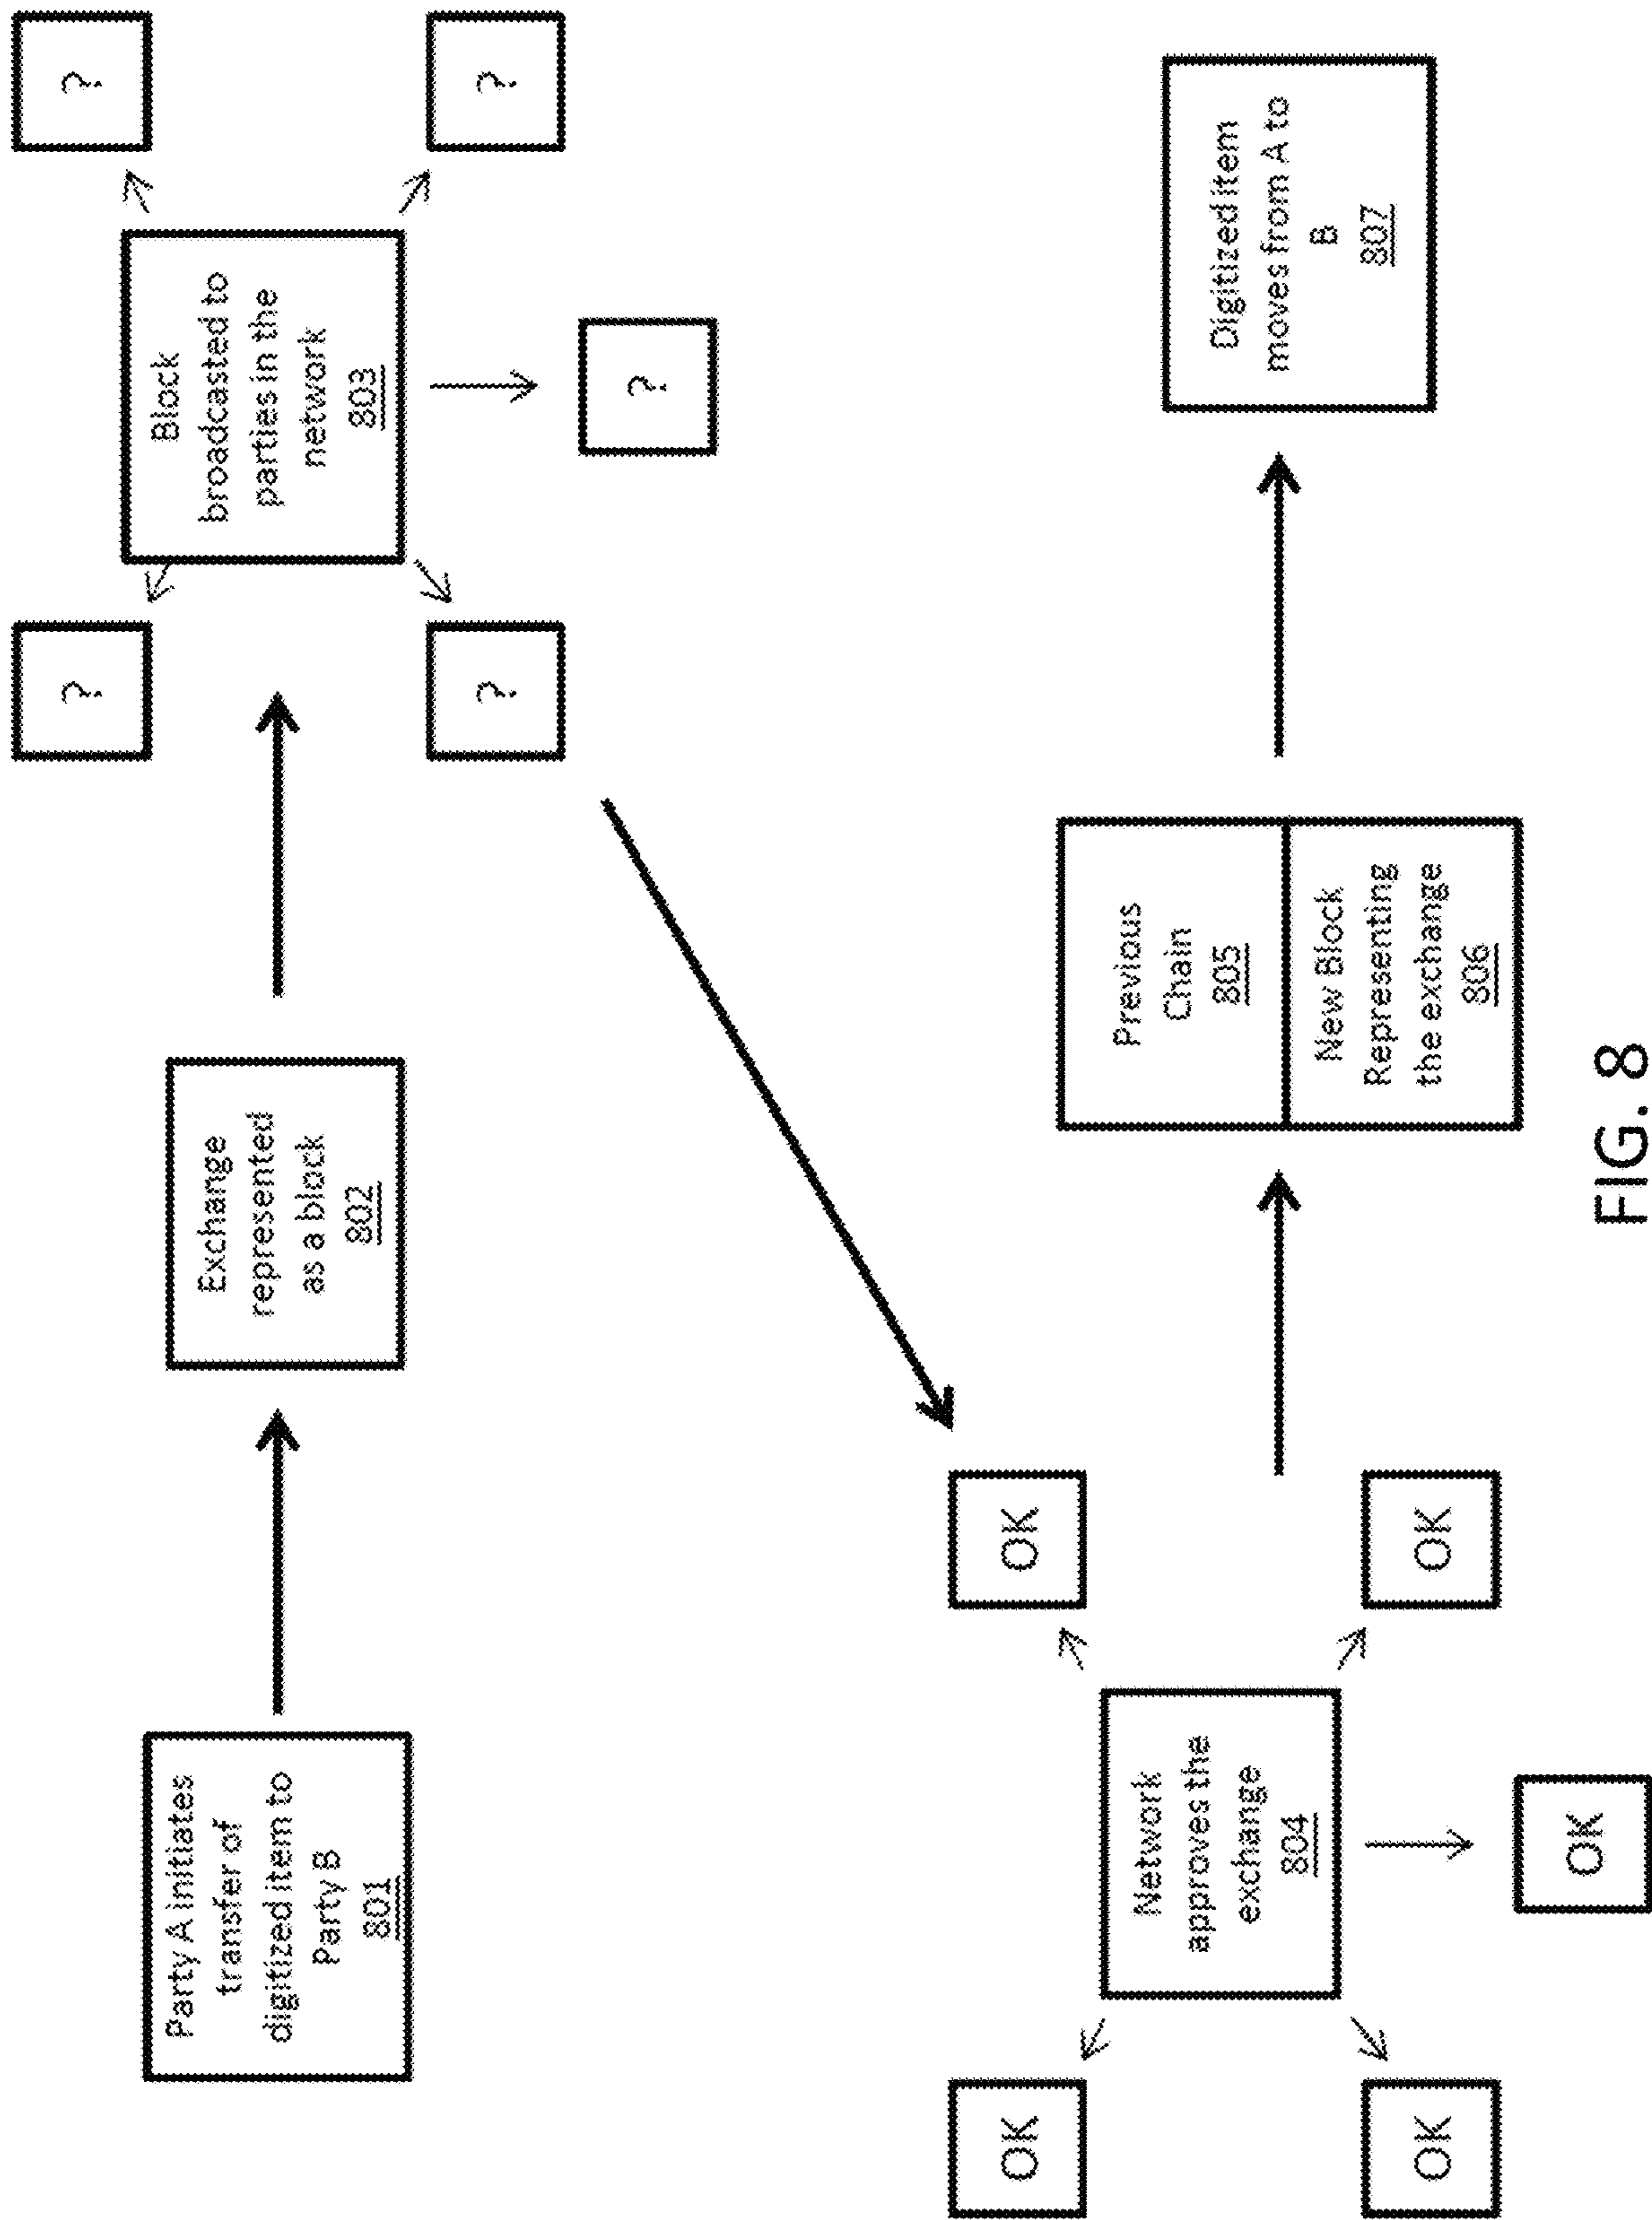 Party A initiates
transfer of
digitized item to
Party B
801
Exchange
represented
as a block
802
?
?
Block
broadcasted to
parties in the
network
803
?
?
?
OK
OK
Network
approves the
exchange
804
OK
OK
OK
Previous
Chain
805
New Block
Representing
the exchange
806
Digitized item
moves from A to
B
807
FIG. 8